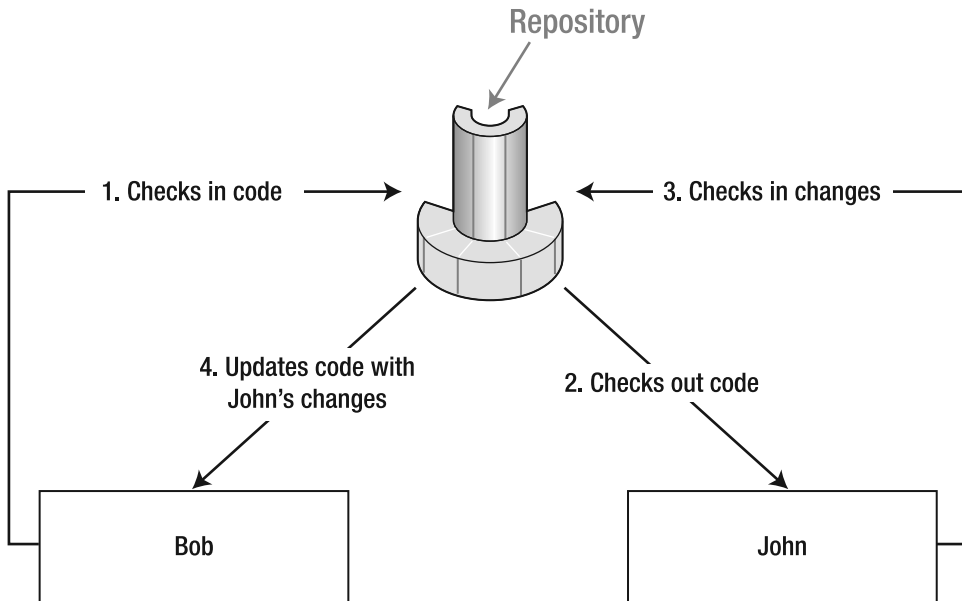 Repository
1. Checks in code
3. Checks in changes
4. Updates code with
John’s changes
2. Checks out code
Bob
John